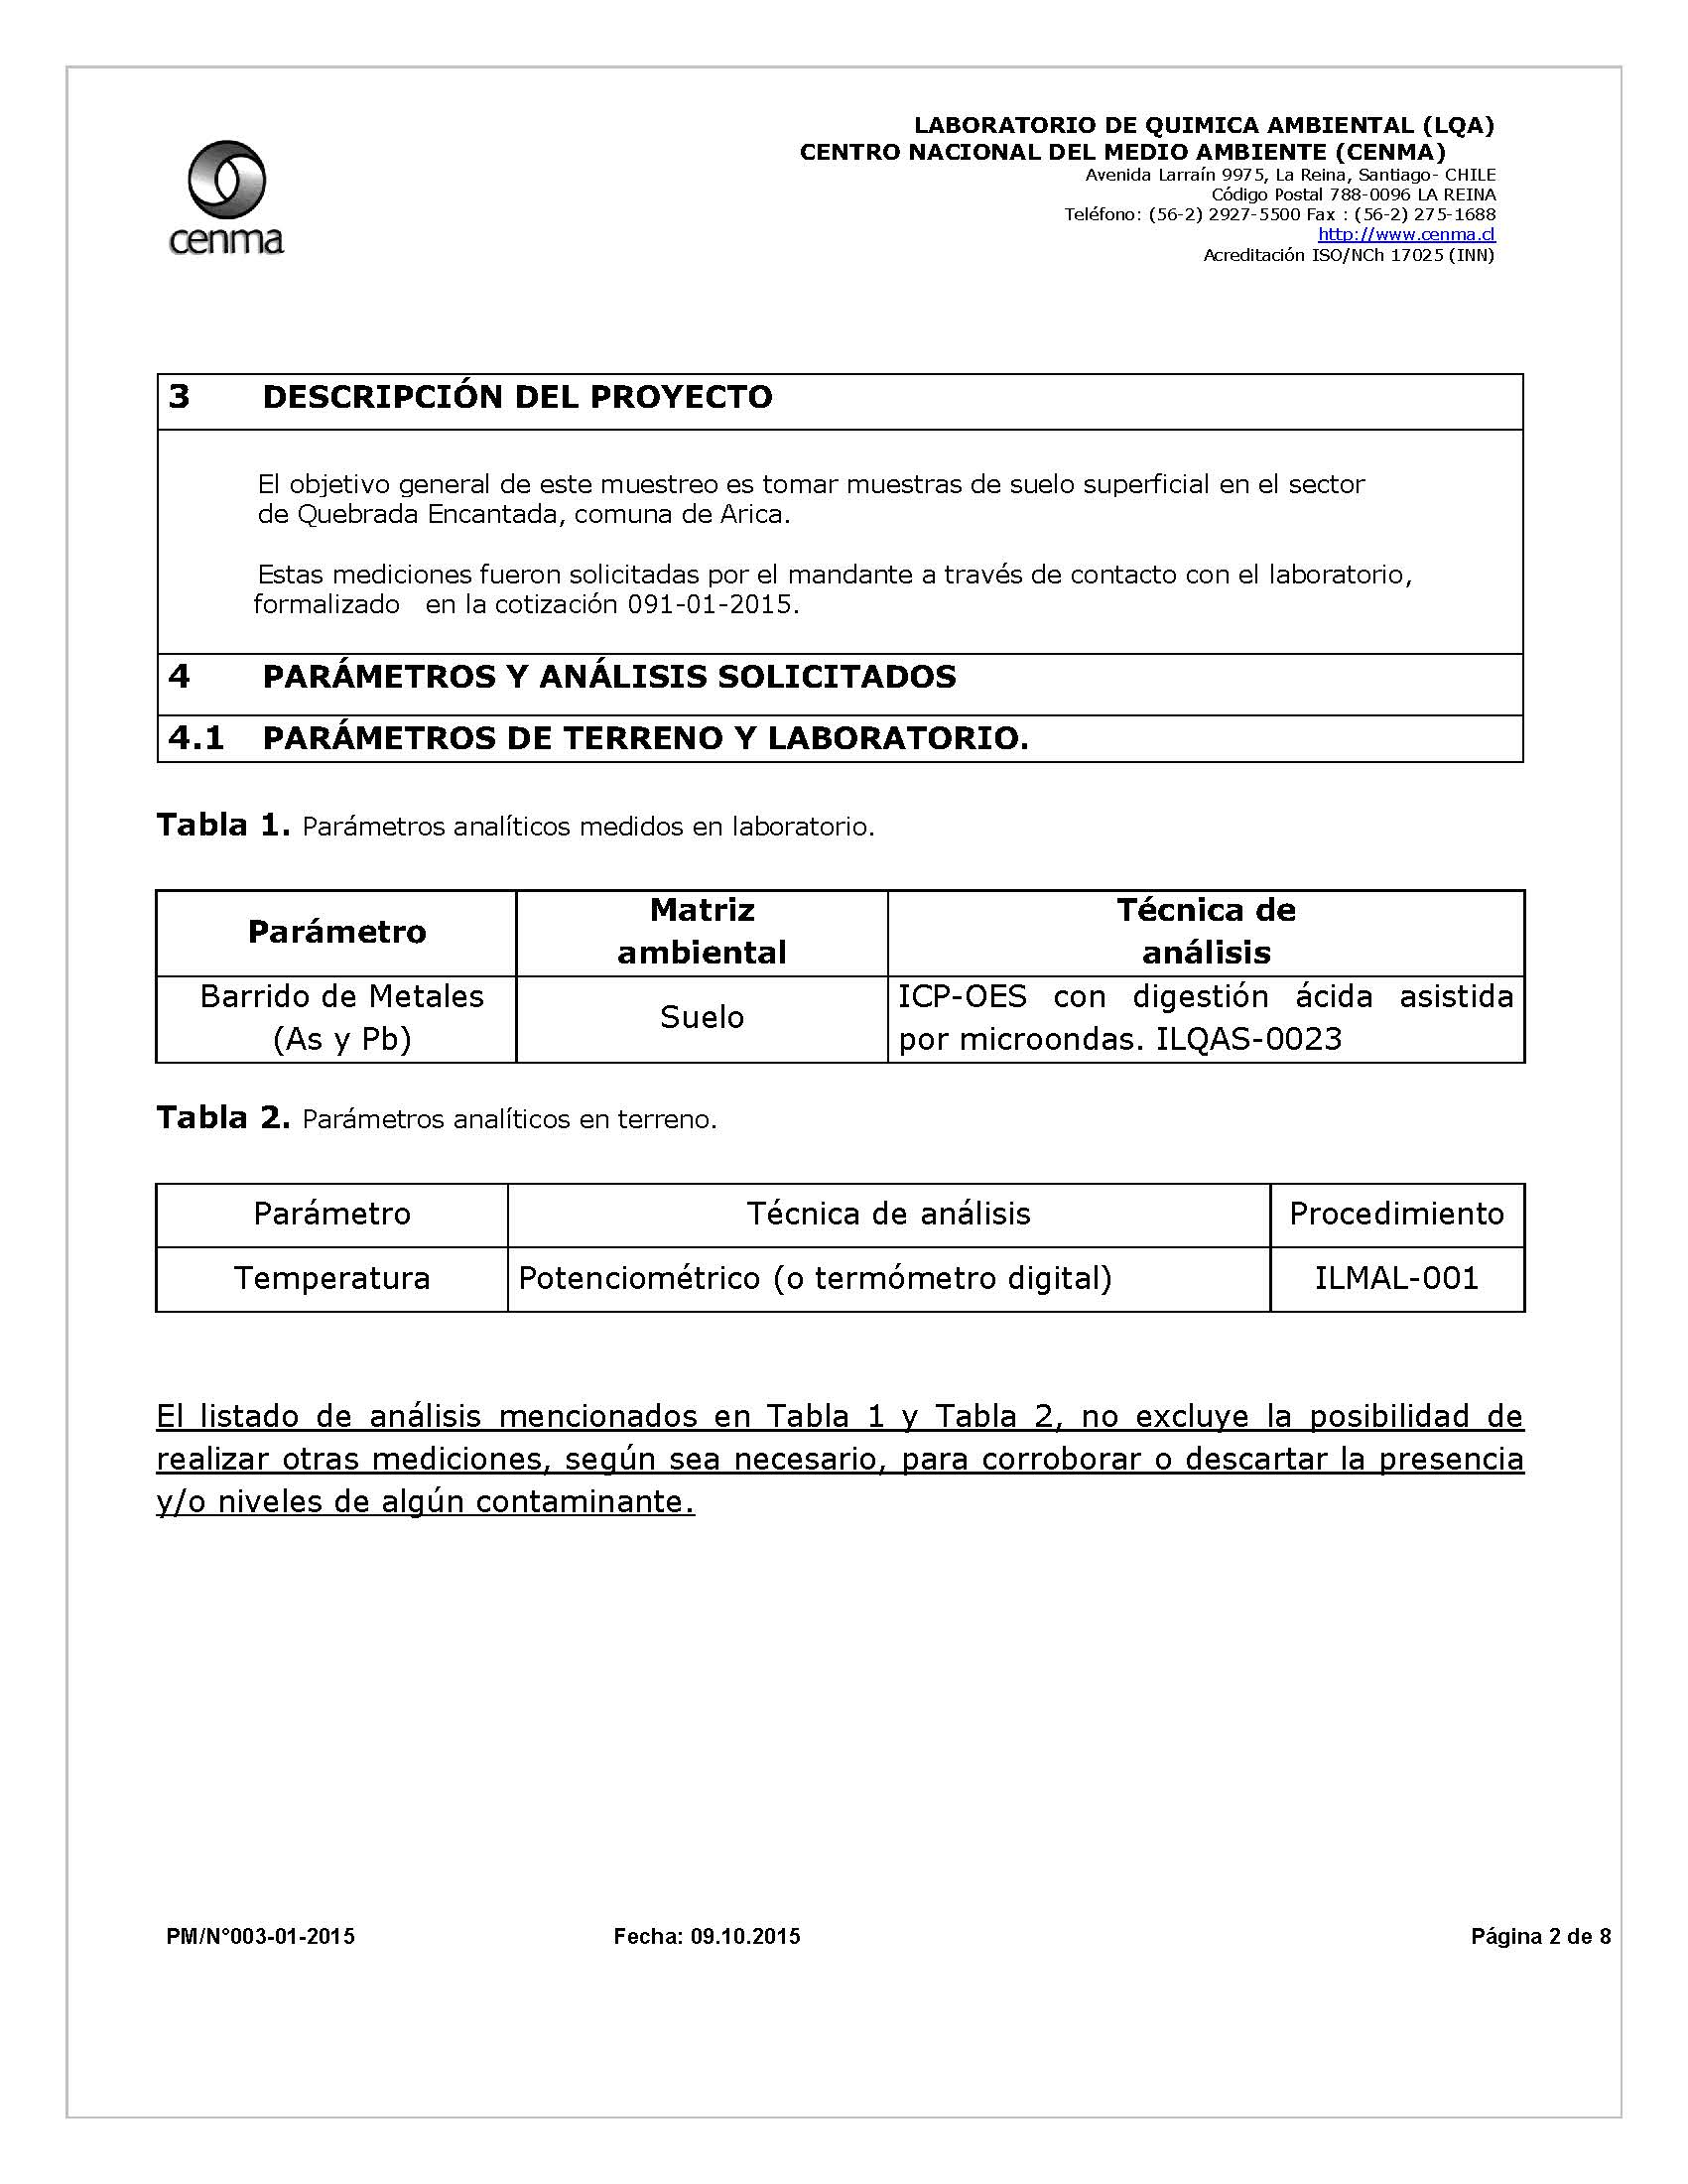 cenma
LABORATORIO DE QUIMICA AMBIENTAL (LQA)
CENTRO NACIONAL DEL MEDIO AMBIENTE (CENMA)
Avenida Larraín 9975, La Reina, Santiago- CHILE
Código Postal 788-0096 LA REINA
Teléfono: (56-2) 2927-5500 Fax : (56-2) 275-1688
http://www.cenma.cl
Acreditación ISO/NCh 17025 (INN)
3 DESCRIPCIÓN DEL PROYECTO
El objetivo general de este muestreo es tomar muestras de suelo superficial en el sector
de Quebrada Encantada, comuna de Arica.
Estas mediciones fueron solicitadas por el mandante a través de contacto con el laboratorio,
formalizado en la cotización 091-01-2015.
4 PARÁMETROS Y ANÁLISIS SOLICITADOS
4.1 PARÁMETROS DE TERRENO Y LABORATORIO.
Tabla 1. Parámetros analíticos medidos en laboratorio.
Parámetro
Matriz
ambiental
Técnica de
análisis
Barrido de Metales
(As y Pb)
Suelo
ICP-OES con digestión ácida asistida
por microondas. ILQAS-0023
Tabla 2. Parámetros analíticos en terreno.
Parámetro Técnica de análisis Procedimiento
Temperatura Potenciométrico (o termómetro digital) ILMAL-001
El listado de análisis mencionados en Tabla 1 y Tabla 2, no excluye la posibilidad de
realizar otras mediciones, según sea necesario, para corroborar o descartar la presencia
y/o niveles de algún contaminante.
PM/N°003-01-2015 Fecha: 09.10.2015 Página 2 de 8